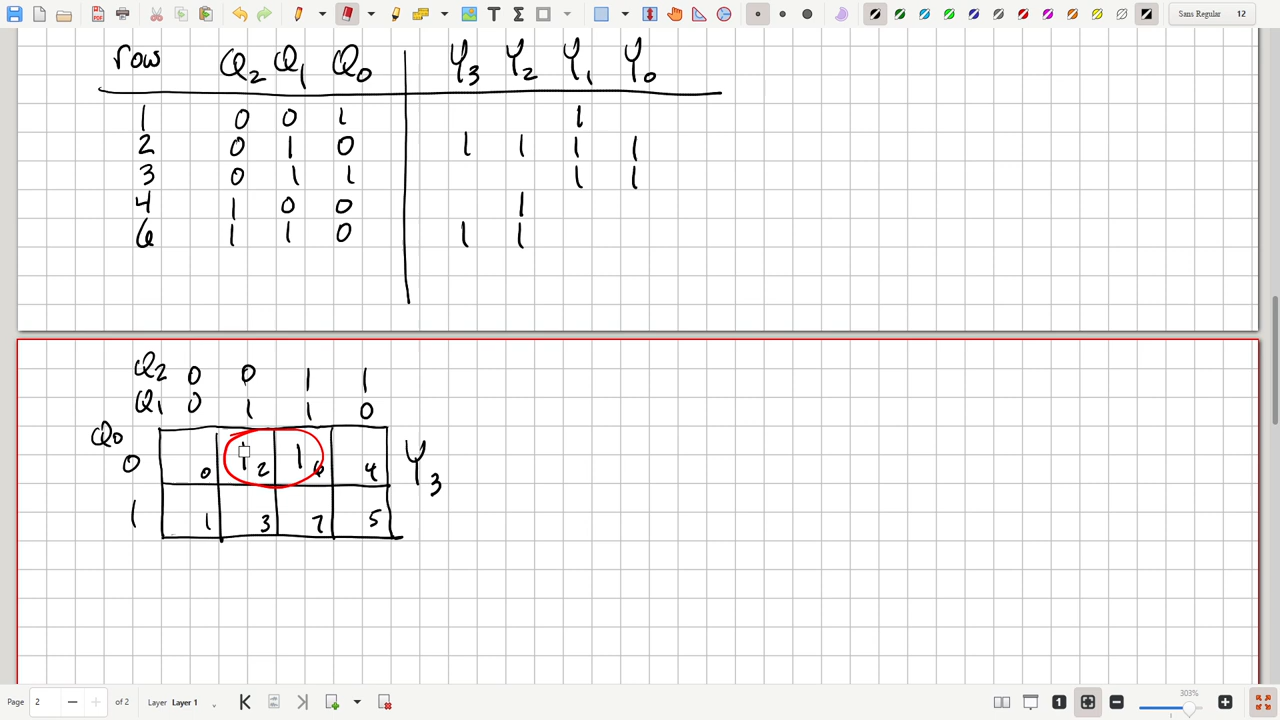 Sans Regular 12
row Q2 Q1 Q0 Y3 Y2 Y1 Y0
1 0 0 1 1
2 0 1 0 1 1 1 1
3 0 1 1 1 1
4 1 0 0 1
6 1 1 0 1 1
Q2 0 0 1 1
Q1 0 1 1 0
Q0
0 0 1 2 1 6 4 Y3
1 1 3 7 5
Page 2 of 2 Layer Layer 1 303%